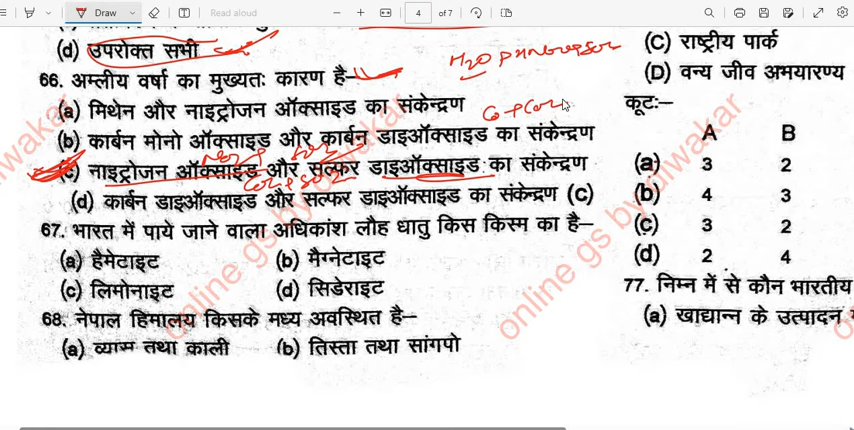 Draw
Read aloud
4 of 7
(d) उपरोक्त सभी
66. अम्लीय वर्षा का मुख्यतः कारण है–
(a) मिथेन और नाइट्रोजन ऑक्साइड का संकेन्द्रण
(b) कार्बन मोनो ऑक्साइड और कार्बन डाइऑक्साइड का संकेन्द्रण
(c) नाइट्रोजन ऑक्साइड और सल्फर डाइऑक्साइड का संकेन्द्रण
(d) कार्बन डाइऑक्साइड और सल्फर डाइऑक्साइड का संकेन्द्रण (c)
67. भारत में पाये जाने वाला अधिकांश लौह धातु किस किस्म का है–
(a) हैमेटाइट (b) मैग्नेटाइट
(c) लिमोनाइट (d) सिडेराइट
68. नेपाल हिमालय किसके मध्य अवस्थित है–
(a) व्यास तथा काली (b) तिस्ता तथा सांगपो
(C) राष्ट्रीय पार्क
(D) वन्य जीव अमयारण्य
कूटः–
A B
(a) 3 2
(b) 4 3
(c) 3 2
(d) 2 4
77. निम्न में से कौन भारतीय
(a) खाद्यान्न के उत्पादन
H2O
online gs by diwakar
online gs by diwakar